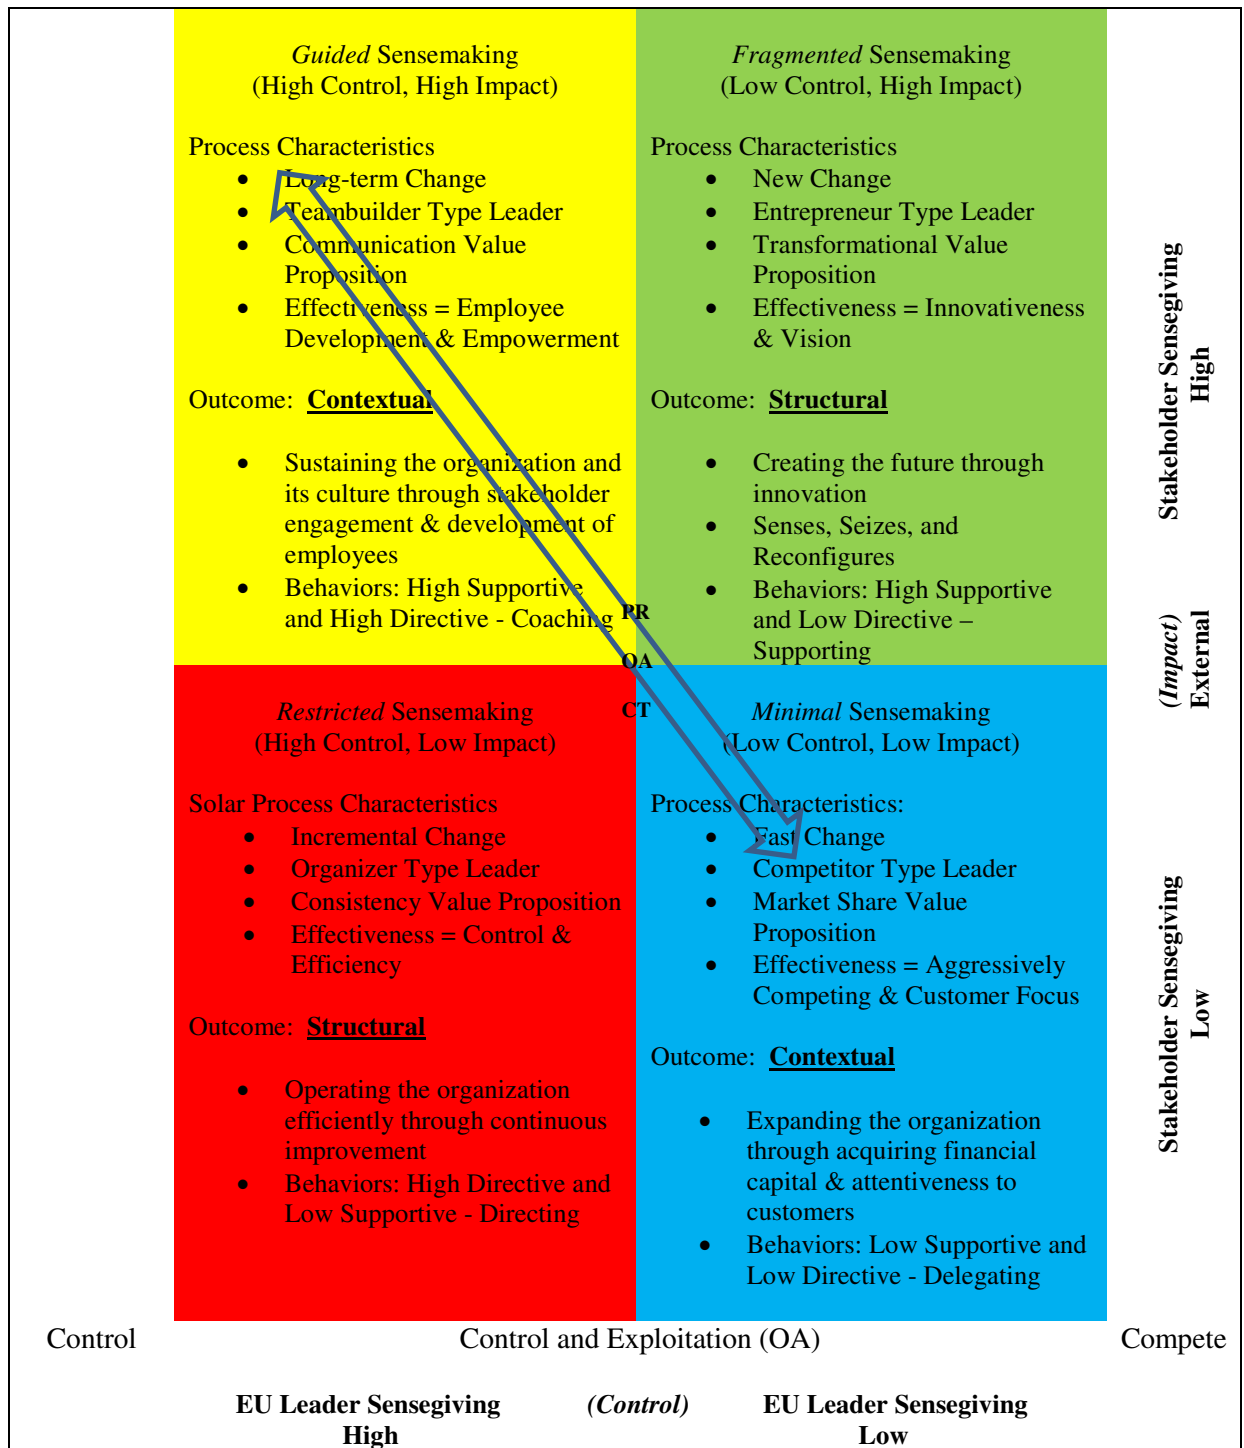 Guided Sensemaking
(High Control, High Impact)
Process Characteristics
• Long-term Change
• Teambuilder Type Leader
• Communication Value
Proposition
• Effectiveness = Employee
Development & Empowerment
Outcome: Contextual
• Sustaining the organization and
its culture through stakeholder
engagement & development of
employees
• Behaviors: High Supportive
and High Directive - Coaching
Fragmented Sensemaking
(Low Control, High Impact)
Process Characteristics
• New Change
• Entrepreneur Type Leader
• Transformational Value
Proposition
• Effectiveness = Innovativeness
& Vision
Outcome: Structural
• Creating the future through
innovation
• Senses, Seizes, and
Reconfigures
• Behaviors: High Supportive
and Low Directive –
Supporting
PR
OA
CT
Restricted Sensemaking
(High Control, Low Impact)
Solar Process Characteristics
• Incremental Change
• Organizer Type Leader
• Consistency Value Proposition
• Effectiveness = Control &
Efficiency
Outcome: Structural
• Operating the organization
efficiently through continuous
improvement
• Behaviors: High Directive and
Low Supportive - Directing
Minimal Sensemaking
(Low Control, Low Impact)
Process Characteristics:
• Fast Change
• Competitor Type Leader
• Market Share Value
Proposition
• Effectiveness = Aggressively
Competing & Customer Focus
Outcome: Contextual
• Expanding the organization
through acquiring financial
capital & attentiveness to
customers
• Behaviors: Low Supportive and
Low Directive - Delegating
Stakeholder Sensegiving
High
(Impact)
External
Stakeholder Sensegiving
Low
Control
Control and Exploitation (OA)
Compete
EU Leader Sensegiving
High
(Control)
EU Leader Sensegiving
Low